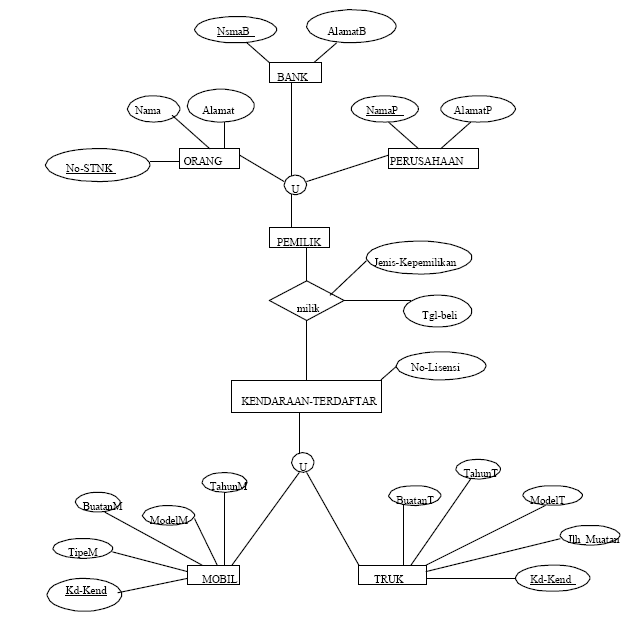 NsmaB
AlamatB
BANK
Nama
Alamat
NamaP
AlamatP
No-STNK
ORANG
PERUSAHAAN
U
PEMILIK
Jenis-Kepemilikan
milik
Tgl-beli
No-Lisensi
KENDARAAN-TERDAFTAR
U
TahunM
TahunT
BuatanM
BuatanT
ModelT
ModelM
Jlh_Muatan
TipeM
MOBIL
TRUK
Kd-Kend
Kd-Kend